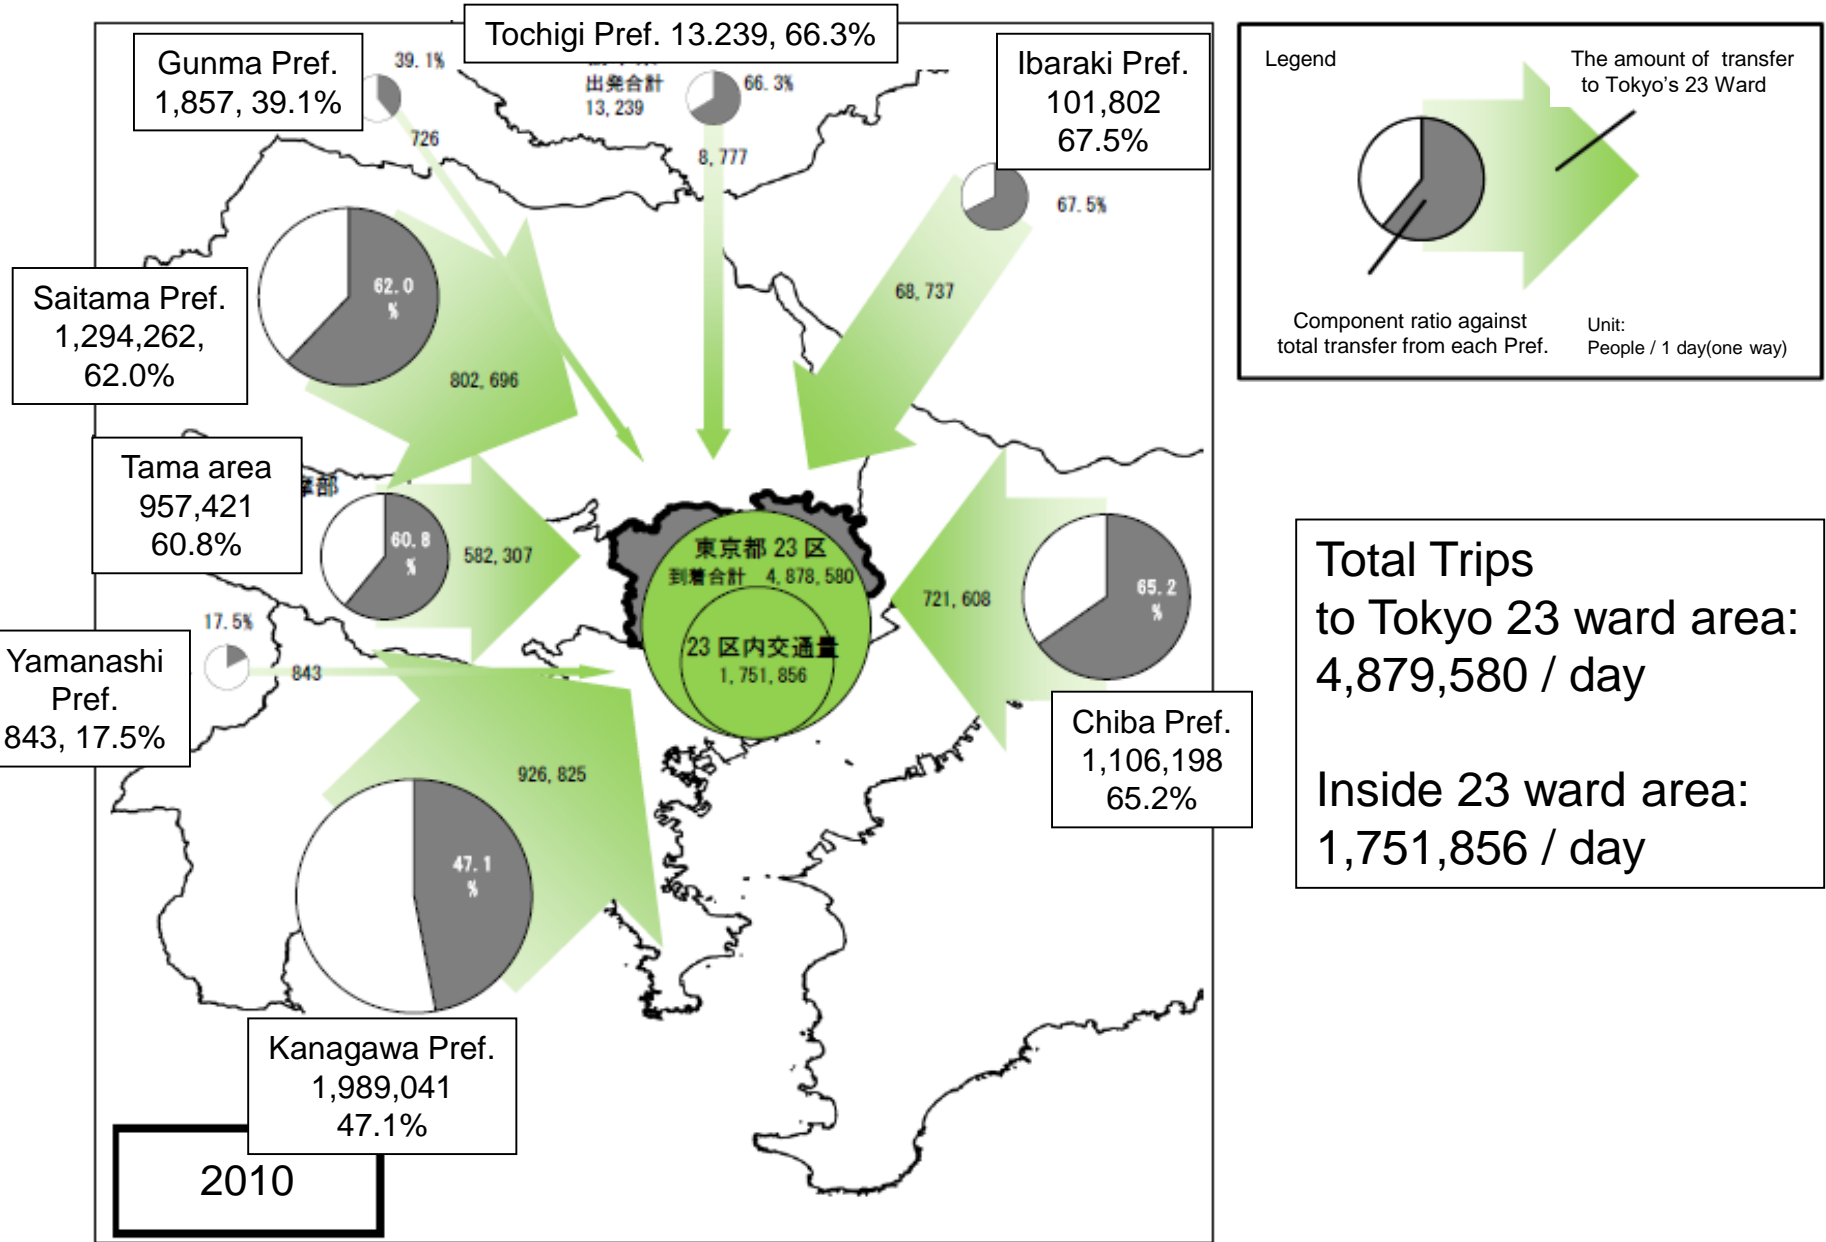 Tochigi Pref. 13.239, 66.3%
Gunma Pref.
1,857, 39.1%
39.1%
726
出発合計
13,239
66.3%
8,777
Ibaraki Pref.
101,802
67.5%
67.5%
68,737
Saitama Pref.
1,294,262,
62.0%
62.0
%
802,696
Tama area
957,421
60.8%
摩部
60.8
%
582,307
東京都 23 区
到着合計 4,878,580
23 区内交通量
1,751,856
721,608
65.2
%
Chiba Pref.
1,106,198
65.2%
17.5%
Yamanashi
Pref.
843, 17.5%
843
926,825
47.1
%
Kanagawa Pref.
1,989,041
47.1%
2010
Legend
The amount of transfer
to Tokyo's 23 Ward
Component ratio against
total transfer from each Pref.
Unit:
People / 1 day(one way)
Total Trips
to Tokyo 23 ward area:
4,879,580 / day
Inside 23 ward area:
1,751,856 / day